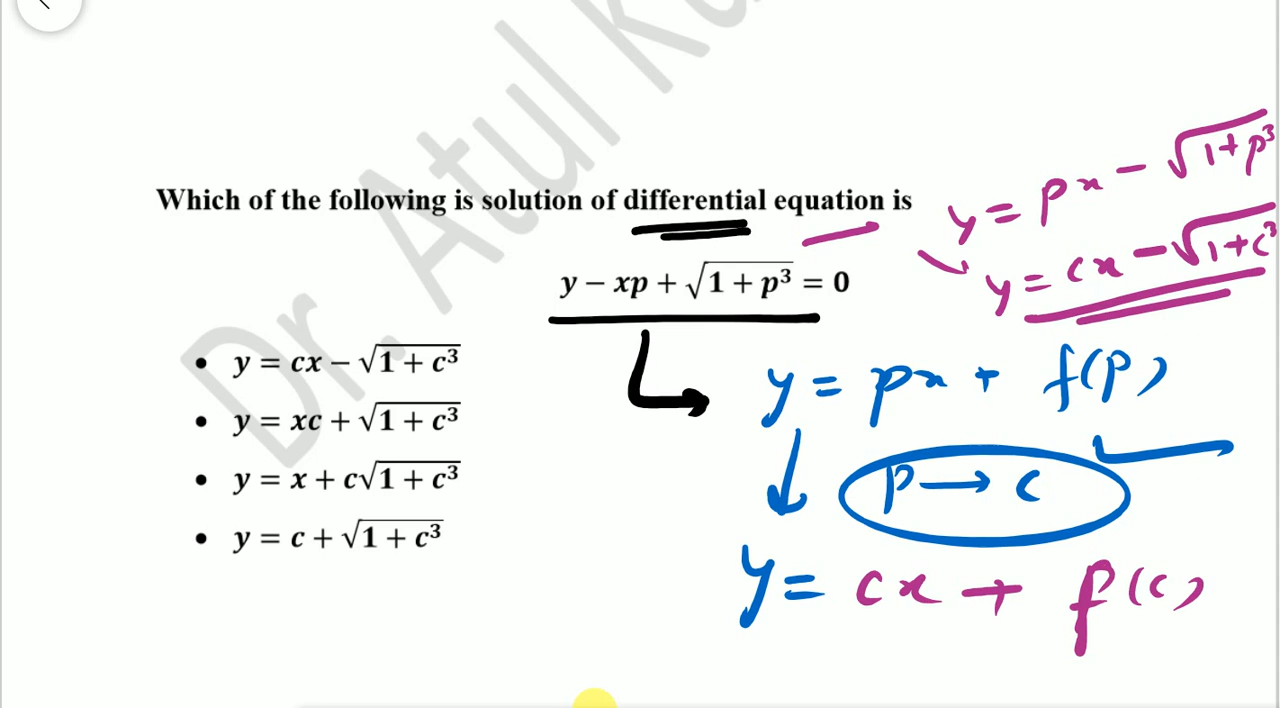 Dr. Atul Ku
Which of the following is solution of differential equation is
y − xp + √1 + p³ = 0
• y = cx − √1 + c³
• y = xc + √1 + c³
• y = x + c√1 + c³
• y = c + √1 + c³
y = px − √1+p³
y = cx − √1+c³
y = px + f(p)
p → c
y = cx + f(c)